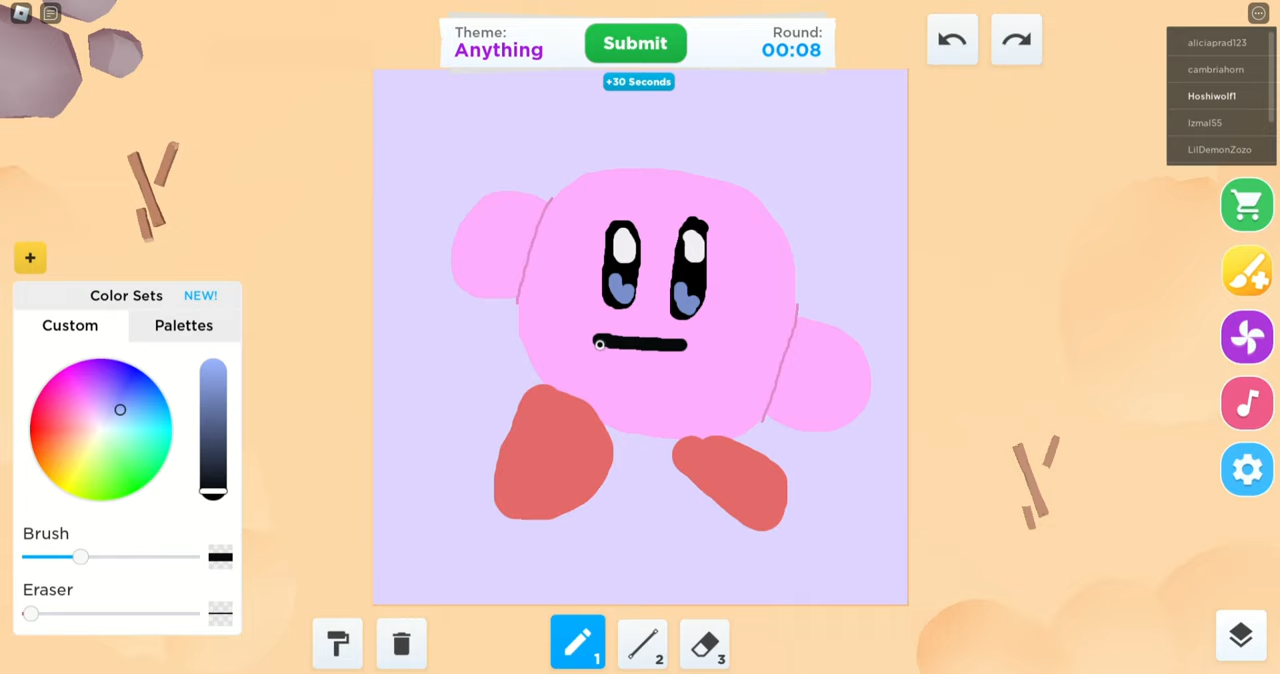 Theme:
Anything
Submit
Round:
00:08
+30 Seconds
aliciaprad123
cambriahorn
Hoshiwolf1
Izmal55
LilDemonZozo
+
Color Sets NEW!
Custom Palettes
Brush
Eraser
1
2
3